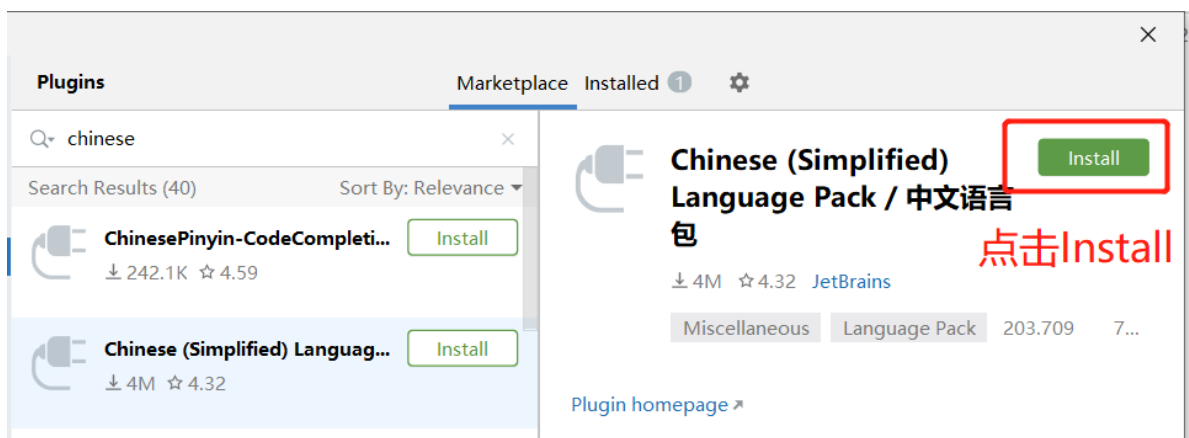 Plugins
Marketplace Installed 1
chinese
Search Results (40) Sort By: Relevance
ChinesePinyin-CodeCompleti... Install
242.1K 4.59
Chinese (Simplified) Languag... Install
4M 4.32
Chinese (Simplified)
Language Pack / 中文语言
包
Install
点击Install
4M 4.32 JetBrains
Miscellaneous Language Pack 203.709 7...
Plugin homepage